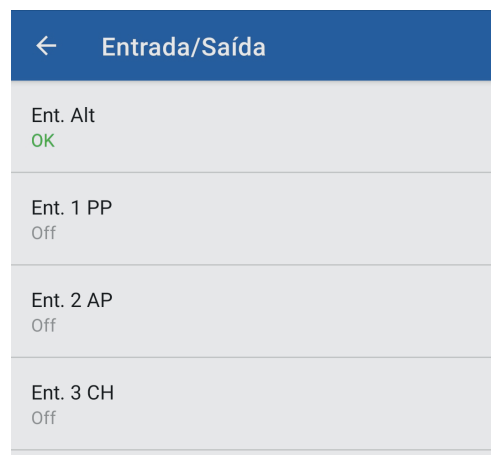 Entrada/Saída
Ent. Alt
OK
Ent. 1 PP
Off
Ent. 2 AP
Off
Ent. 3 CH
Off